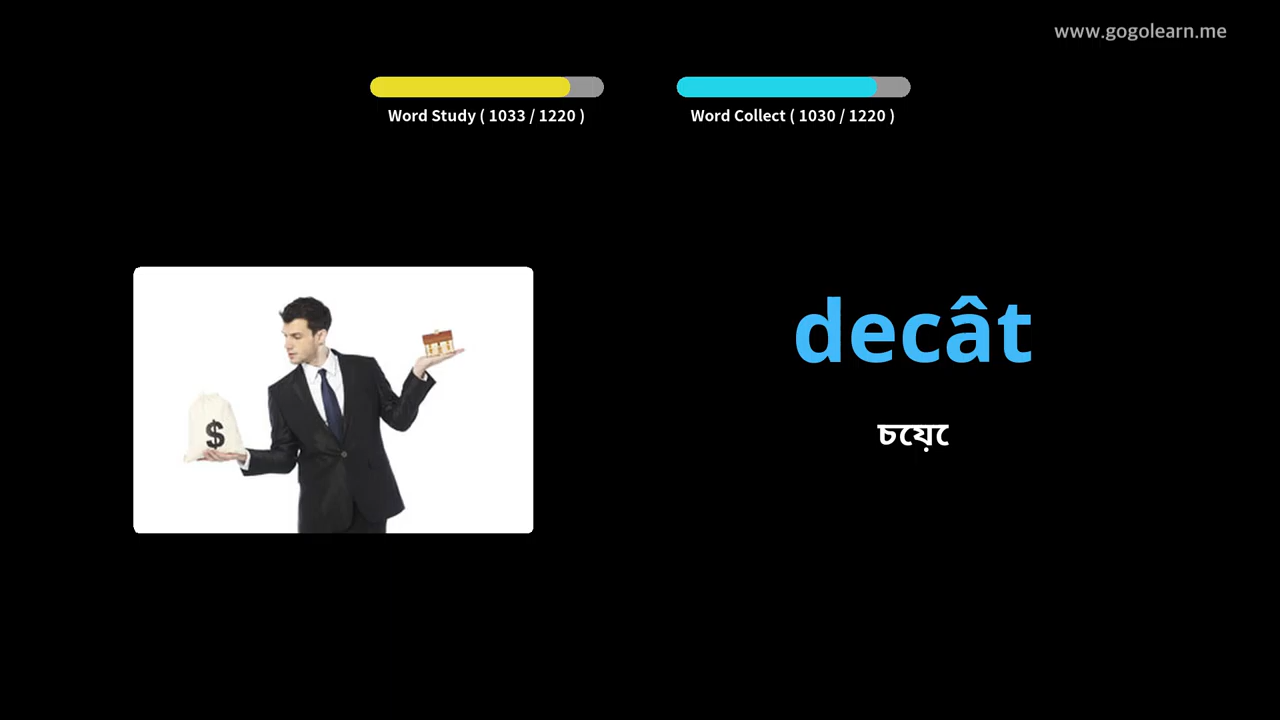 www.gogolearn.me
Word Study ( 1033 / 1220 )
Word Collect ( 1030 / 1220 )
$
decât
চেয়ে